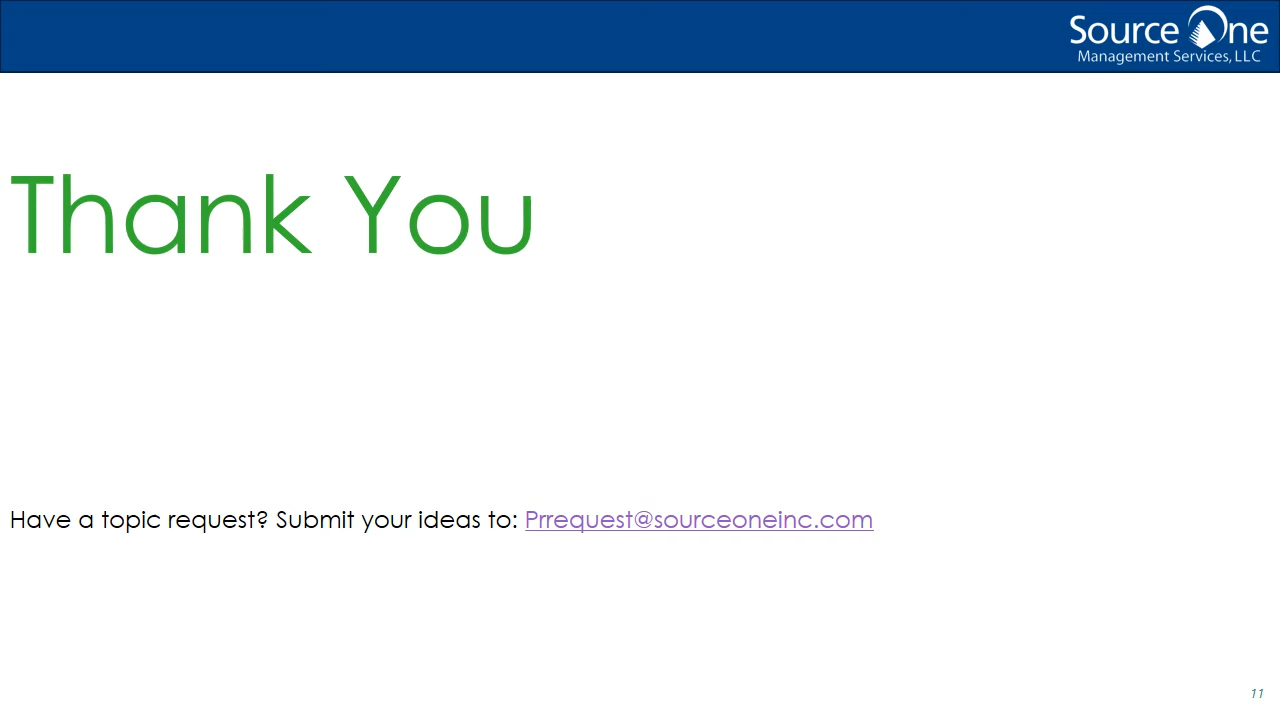 Source One
Management Services, LLC
Thank You
Have a topic request? Submit your ideas to: Prrequest@sourceoneinc.com
11